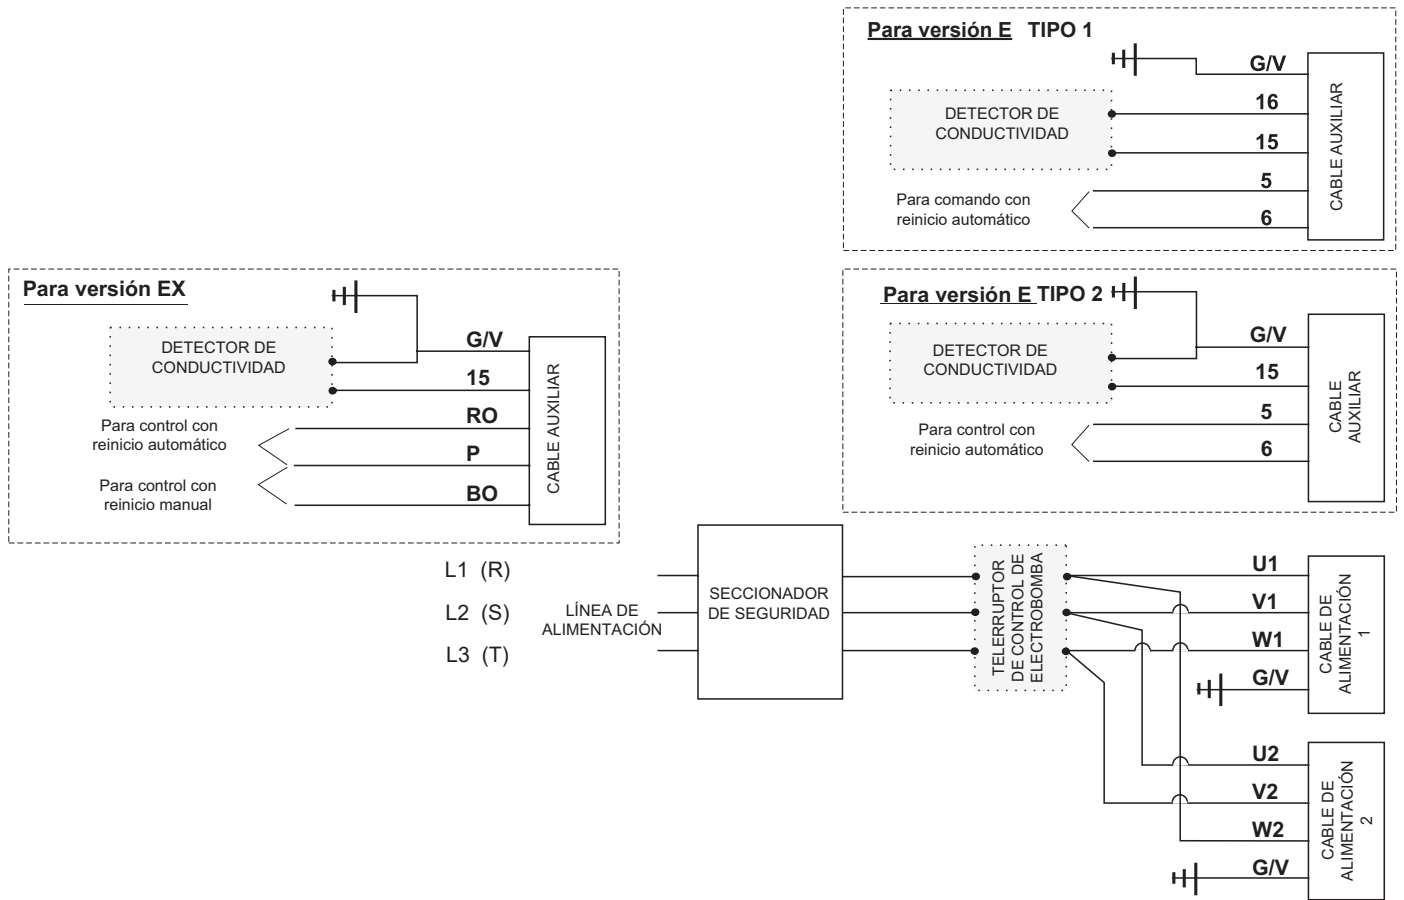 Para versión E TIPO 1
G/V
16
DETECTOR DE
CONDUCTIVIDAD
15
5
Para comando con
reinicio automático
6
CABLE AUXILIAR
Para versión EX
G/V
DETECTOR DE
CONDUCTIVIDAD
15
RO
Para control con
reinicio automático
P
Para control con
reinicio manual
BO
CABLE AUXILIAR
Para versión E TIPO 2
G/V
DETECTOR DE
CONDUCTIVIDAD
15
5
Para control con
reinicio automático
6
CABLE
AUXILIAR
L1 (R)
L2 (S)
L3 (T)
LÍNEA DE
ALIMENTACIÓN
SECCIONADOR
DE SEGURIDAD
TELERRUPTOR
DE CONTROL DE
ELECTROBOMBA
U1
V1
W1
G/V
CABLE DE
ALIMENTACIÓN
1
U2
V2
W2
G/V
CABLE DE
ALIMENTACIÓN
2